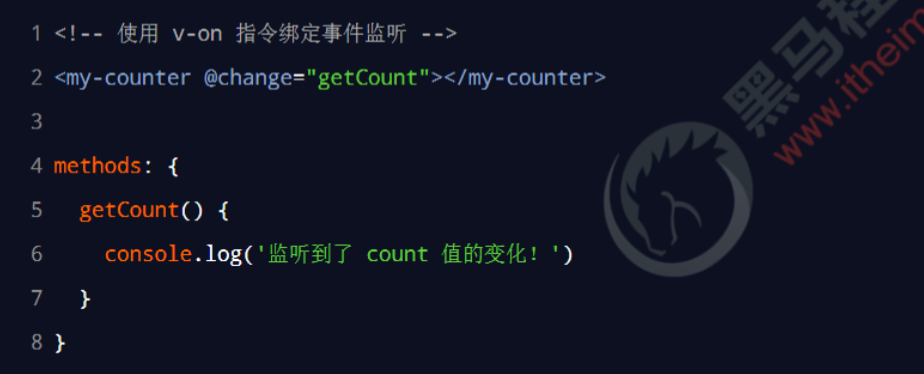 1 <!-- 使用 v-on 指令绑定事件监听 -->
2 <my-counter @change="getCount"></my-counter>
3
4 methods: {
5   getCount() {
6     console.log('监听到了 count 值的变化！')
7   }
8 }
黑马程
www.itheim